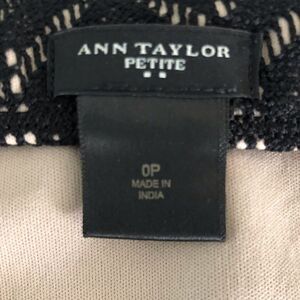 ANN TAYLOR
PETITE
0P
MADE IN
INDIA